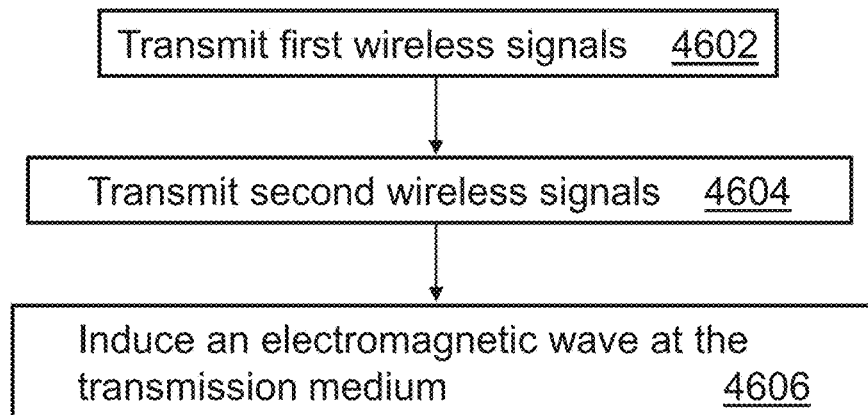 Transmit first wireless signals 4602
Transmit second wireless signals 4604
Induce an electromagnetic wave at the
transmission medium 4606